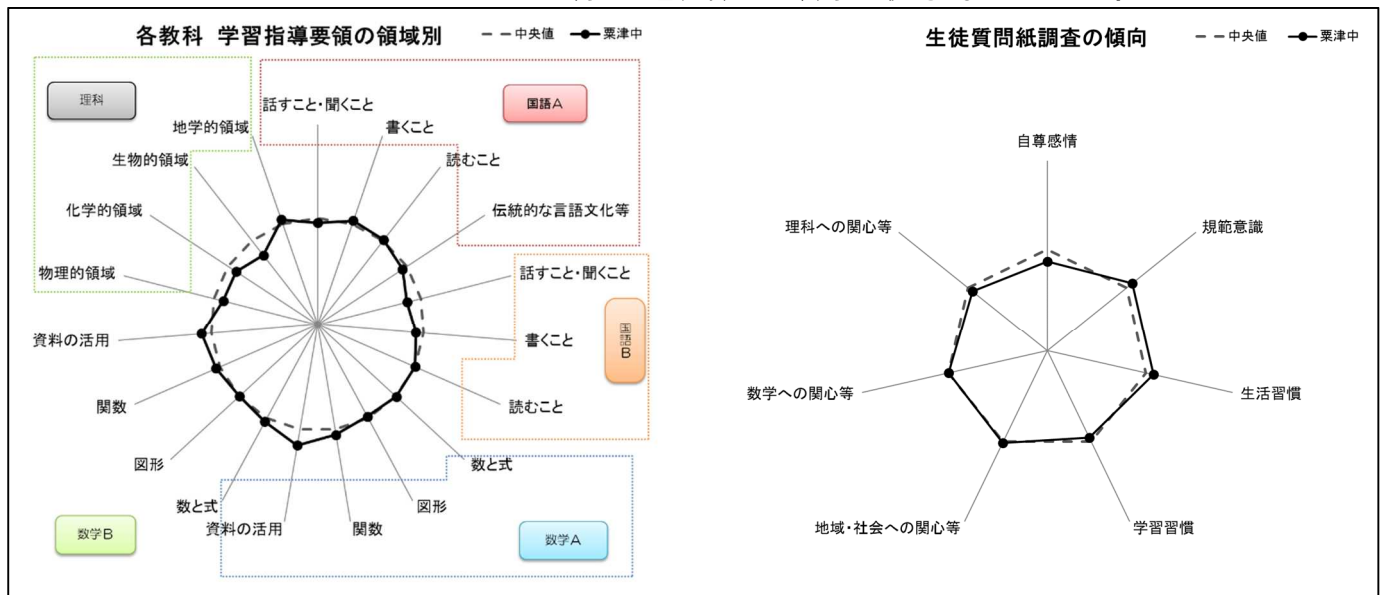 各教科 学習指導要領の領域別
中央値
粟津中
理科
国語A
話すこと・聞くこと
書くこと
読むこと
伝統的な言語文化等
国語B
話すこと・聞くこと
書くこと
読むこと
数学A
数と式
図形
関数
資料の活用
数学B
数と式
図形
関数
資料の活用
物理的領域
化学的領域
生物的領域
地学的領域
生徒質問紙調査の傾向
中央値
粟津中
自尊感情
規範意識
生活習慣
学習習慣
地域・社会への関心等
数学への関心等
理科への関心等